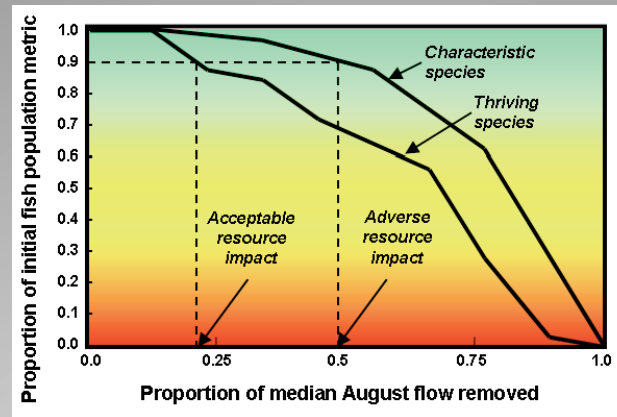 Proportion of initial fish population metric
1.0
0.9
0.8
0.7
0.6
0.5
0.4
0.3
0.2
0.1
0.0
Characteristic
species
Thriving
species
Acceptable
resource
impact
Adverse
resource
impact
0.0
0.25
0.5
0.75
1.0
Proportion of median August flow removed